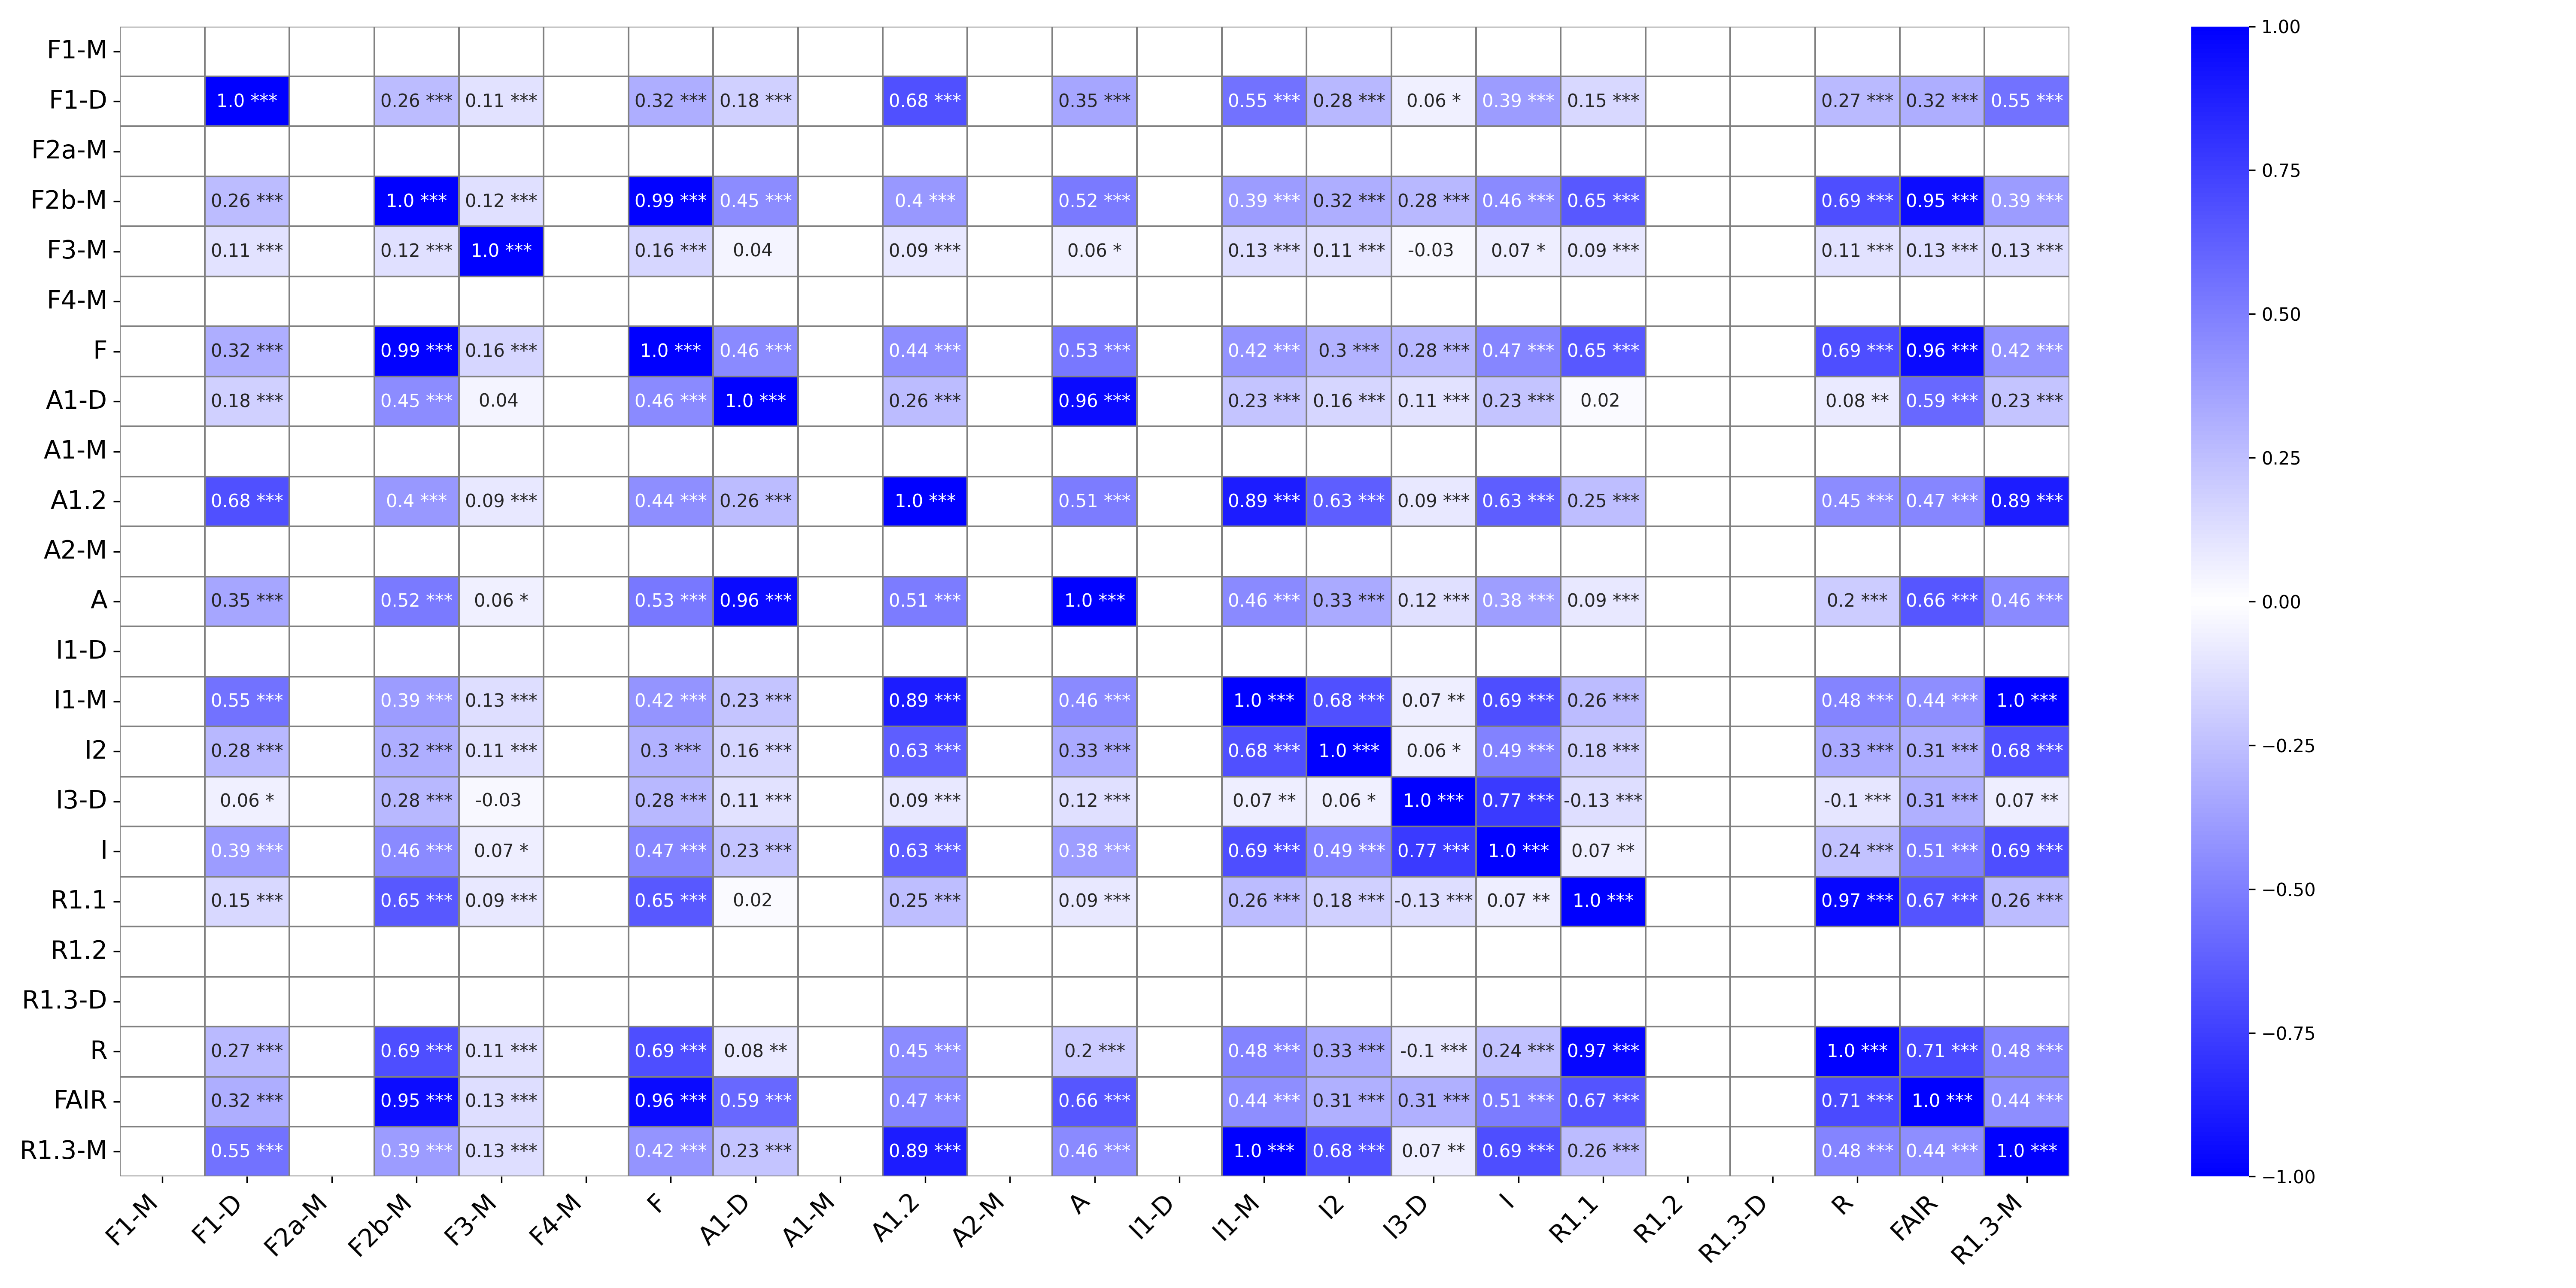 F1-M
F1-D 1.0 *** 0.26 *** 0.11 *** 0.32 *** 0.18 *** 0.68 *** 0.35 *** 0.55 *** 0.28 *** 0.06 * 0.39 *** 0.15 *** 0.27 *** 0.32 *** 0.55 ***
F2a-M
F2b-M 0.26 *** 1.0 *** 0.12 *** 0.99 *** 0.45 *** 0.4 *** 0.52 *** 0.39 *** 0.32 *** 0.28 *** 0.46 *** 0.65 *** 0.69 *** 0.95 *** 0.39 ***
F3-M 0.11 *** 0.12 *** 1.0 *** 0.16 *** 0.04 0.09 *** 0.06 * 0.13 *** 0.11 *** -0.03 0.07 * 0.09 *** 0.11 *** 0.13 *** 0.13 ***
F4-M
F 0.32 *** 0.99 *** 0.16 *** 1.0 *** 0.46 *** 0.44 *** 0.53 *** 0.42 *** 0.3 *** 0.28 *** 0.47 *** 0.65 *** 0.69 *** 0.96 *** 0.42 ***
A1-D 0.18 *** 0.45 *** 0.04 0.46 *** 1.0 *** 0.26 *** 0.96 *** 0.23 *** 0.16 *** 0.11 *** 0.23 *** 0.02 0.08 ** 0.59 *** 0.23 ***
A1-M
A1.2 0.68 *** 0.4 *** 0.09 *** 0.44 *** 0.26 *** 1.0 *** 0.51 *** 0.89 *** 0.63 *** 0.09 *** 0.63 *** 0.25 *** 0.45 *** 0.47 *** 0.89 ***
A2-M
A 0.35 *** 0.52 *** 0.06 * 0.53 *** 0.96 *** 0.51 *** 1.0 *** 0.46 *** 0.33 *** 0.12 *** 0.38 *** 0.09 *** 0.2 *** 0.66 *** 0.46 ***
I1-D
I1-M 0.55 *** 0.39 *** 0.13 *** 0.42 *** 0.23 *** 0.89 *** 0.46 *** 1.0 *** 0.68 *** 0.07 ** 0.69 *** 0.26 *** 0.48 *** 0.44 *** 1.0 ***
I2 0.28 *** 0.32 *** 0.11 *** 0.3 *** 0.16 *** 0.63 *** 0.33 *** 0.68 *** 1.0 *** 0.06 * 0.49 *** 0.18 *** 0.33 *** 0.31 *** 0.68 ***
I3-D 0.06 * 0.28 *** -0.03 0.28 *** 0.11 *** 0.09 *** 0.12 *** 0.07 ** 0.06 * 1.0 *** 0.77 *** -0.13 *** -0.1 *** 0.31 *** 0.07 **
I 0.39 *** 0.46 *** 0.07 * 0.47 *** 0.23 *** 0.63 *** 0.38 *** 0.69 *** 0.49 *** 0.77 *** 1.0 *** 0.07 ** 0.24 *** 0.51 *** 0.69 ***
R1.1 0.15 *** 0.65 *** 0.09 *** 0.65 *** 0.02 0.25 *** 0.09 *** 0.26 *** 0.18 *** -0.13 *** 0.07 ** 1.0 *** 0.97 *** 0.67 *** 0.26 ***
R1.2
R1.3-D
R 0.27 *** 0.69 *** 0.11 *** 0.69 *** 0.08 ** 0.45 *** 0.2 *** 0.48 *** 0.33 *** -0.1 *** 0.24 *** 0.97 *** 1.0 *** 0.71 *** 0.48 ***
FAIR 0.32 *** 0.95 *** 0.13 *** 0.96 *** 0.59 *** 0.47 *** 0.66 *** 0.44 *** 0.31 *** 0.31 *** 0.51 *** 0.67 *** 0.71 *** 1.0 *** 0.44 ***
R1.3-M 0.55 *** 0.39 *** 0.13 *** 0.42 *** 0.23 *** 0.89 *** 0.46 *** 1.0 *** 0.68 *** 0.07 ** 0.69 *** 0.26 *** 0.48 *** 0.44 *** 1.0 ***
F1-M F1-D F2a-M F2b-M F3-M F4-M F A1-D A1-M A1.2 A2-M A I1-D I1-M I2 I3-D I R1.1 R1.2 R1.3-D R FAIR R1.3-M
1.00
0.75
0.50
0.25
0.00
−0.25
−0.50
−0.75
−1.00